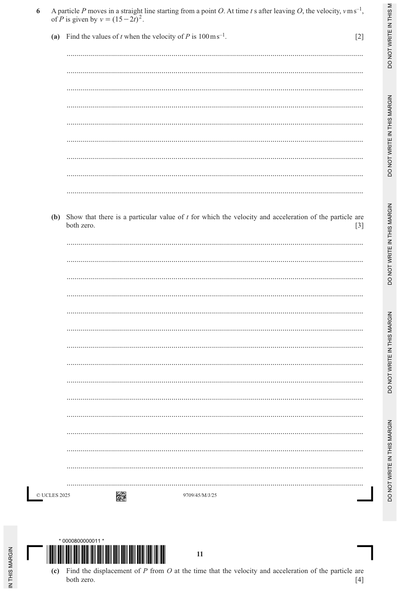 6 A particle P moves in a straight line starting from a point O. At time t s after leaving O, the velocity, v m s⁻¹,
of P is given by v = (15 − 2t)².
(a) Find the values of t when the velocity of P is 100 m s⁻¹. [2]
(b) Show that there is a particular value of t for which the velocity and acceleration of the particle are
both zero. [3]
© UCLES 2025 9709/45/M/J/25
* 0000800000011 *
11
(c) Find the displacement of P from O at the time that the velocity and acceleration of the particle are
both zero. [4]
DO NOT WRITE IN THIS M
DO NOT WRITE IN THIS MARGIN
DO NOT WRITE IN THIS MARGIN
DO NOT WRITE IN THIS MARGIN
DO NOT WRITE IN THIS MARGIN
N THIS MARGIN